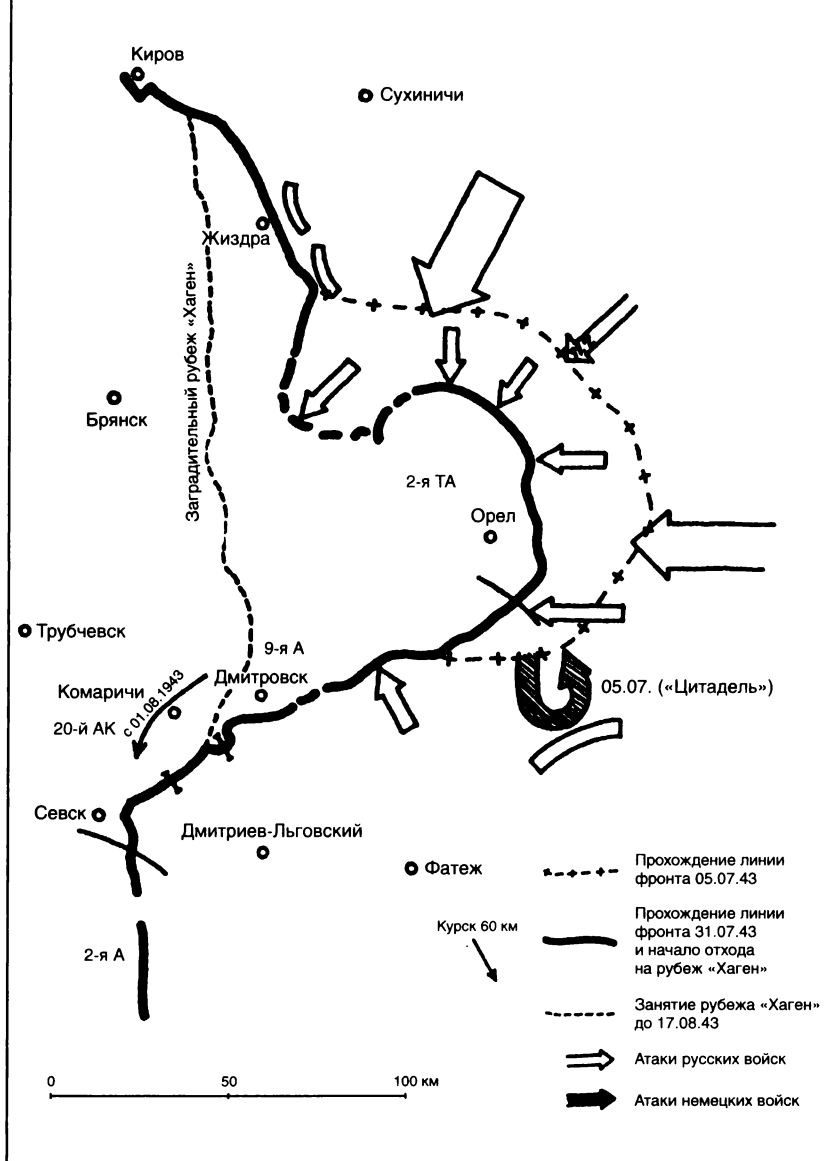 Киров
Сухиничи
Жиздра
Заградительный рубеж «Хаген»
Брянск
2-я ТА
Орел
Трубчевск
9-я А
Дмитровск
Комаричи
с 01.08.1943
20-й АК
05.07. («Цитадель»)
Севск
Дмитриев-Льговский
Фатеж
Курск 60 км
2-я А
Прохождение линии
фронта 05.07.43
Прохождение линии
фронта 31.07.43
и начало отхода
на рубеж «Хаген»
Занятие рубежа «Хаген»
до 17.08.43
Атаки русских войск
Атаки немецких войск
0 50 100 км